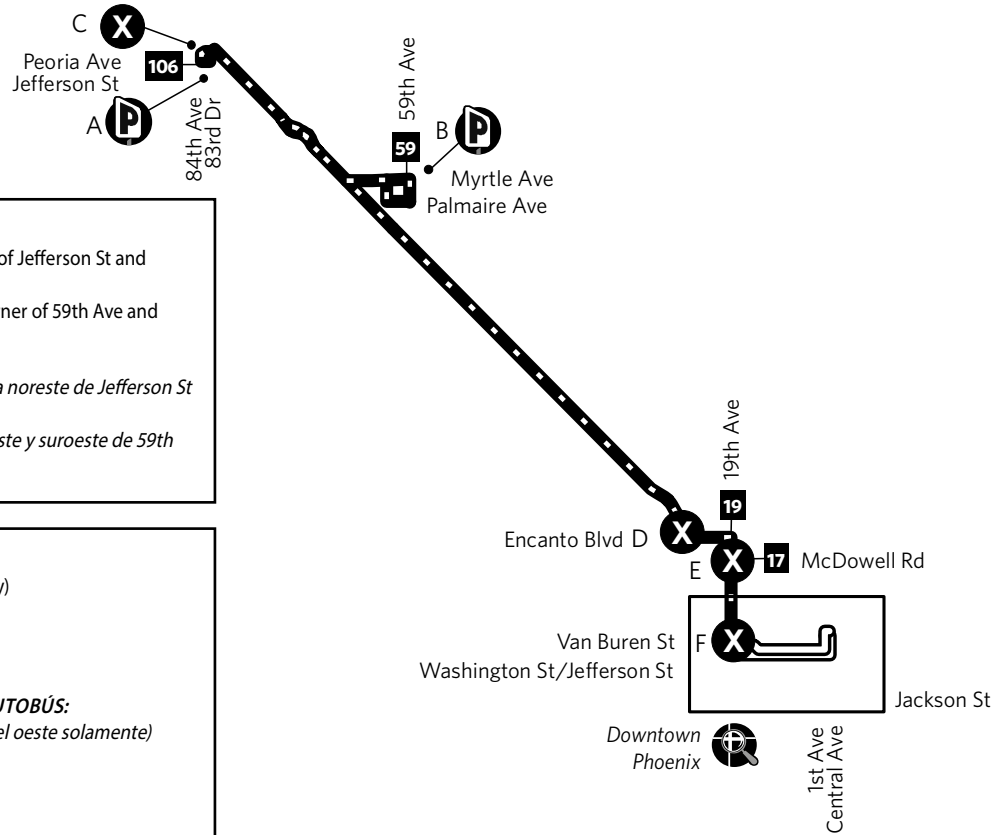 C X
Peoria Ave
Jefferson St
106
A P
84th Ave
83rd Dr
59th Ave
59
B P
Myrtle Ave
Palmaire Ave
of Jefferson St and
ner of 59th Ave and
a noreste de Jefferson St
ste y suroeste de 59th
y)
UTOBÚS:
el oeste solamente)
19th Ave
19
Encanto Blvd D X
E X 17 McDowell Rd
Van Buren St F X
Washington St/Jefferson St
Jackson St
Downtown
Phoenix
1st Ave
Central Ave